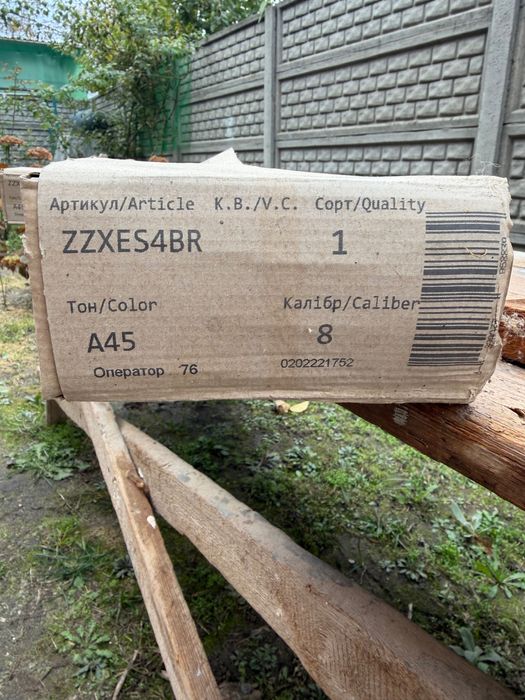 Артикул/Article К.В./V.C. Сорт/Quality
ZZXES4BR 1
Тон/Color Калібр/Caliber
A45 8
Оператор 76 0202221752